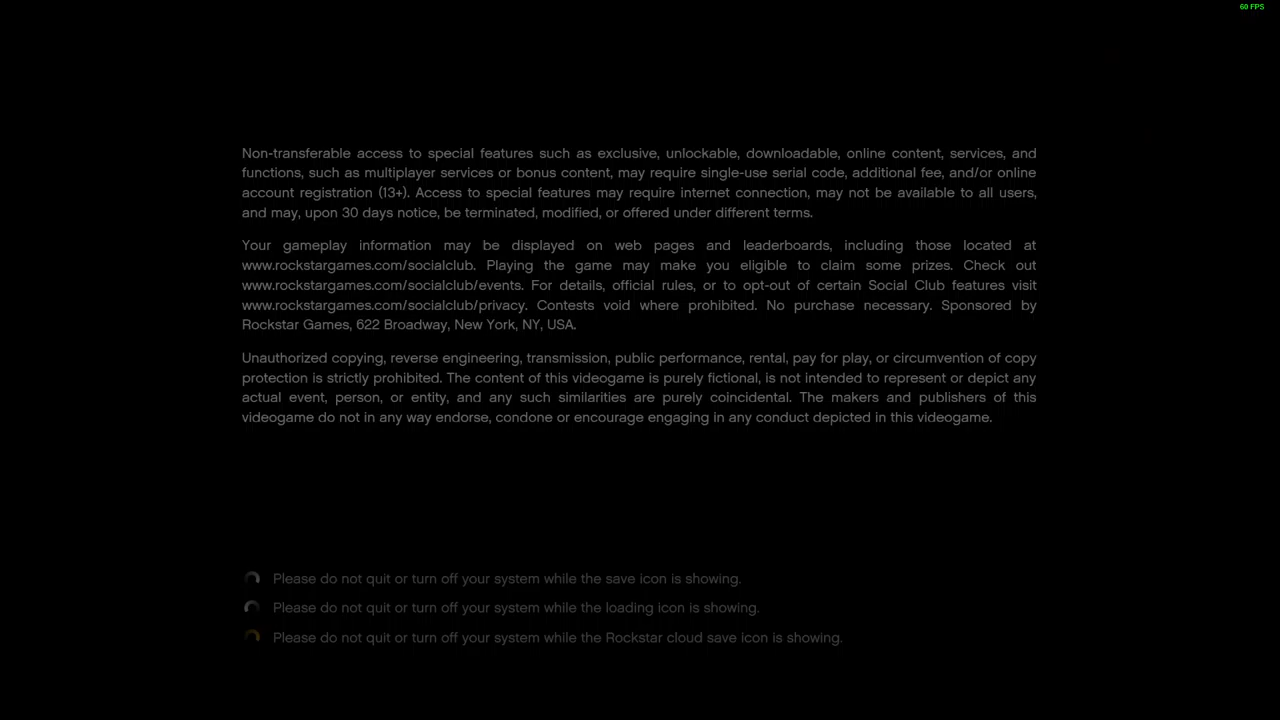 60 FPS
Non-transferable access to special features such as exclusive, unlockable, downloadable, online content, services, and
functions, such as multiplayer services or bonus content, may require single-use serial code, additional fee, and/or online
account registration (13+). Access to special features may require internet connection, may not be available to all users,
and may, upon 30 days notice, be terminated, modified, or offered under different terms.
Your gameplay information may be displayed on web pages and leaderboards, including those located at
www.rockstargames.com/socialclub. Playing the game may make you eligible to claim some prizes. Check out
www.rockstargames.com/socialclub/events. For details, official rules, or to opt-out of certain Social Club features visit
www.rockstargames.com/socialclub/privacy. Contests void where prohibited. No purchase necessary. Sponsored by
Rockstar Games, 622 Broadway, New York, NY, USA.
Unauthorized copying, reverse engineering, transmission, public performance, rental, pay for play, or circumvention of copy
protection is strictly prohibited. The content of this videogame is purely fictional, is not intended to represent or depict any
actual event, person, or entity, and any such similarities are purely coincidental. The makers and publishers of this
videogame do not in any way endorse, condone or encourage engaging in any conduct depicted in this videogame.
Please do not quit or turn off your system while the save icon is showing.
Please do not quit or turn off your system while the loading icon is showing.
Please do not quit or turn off your system while the Rockstar cloud save icon is showing.